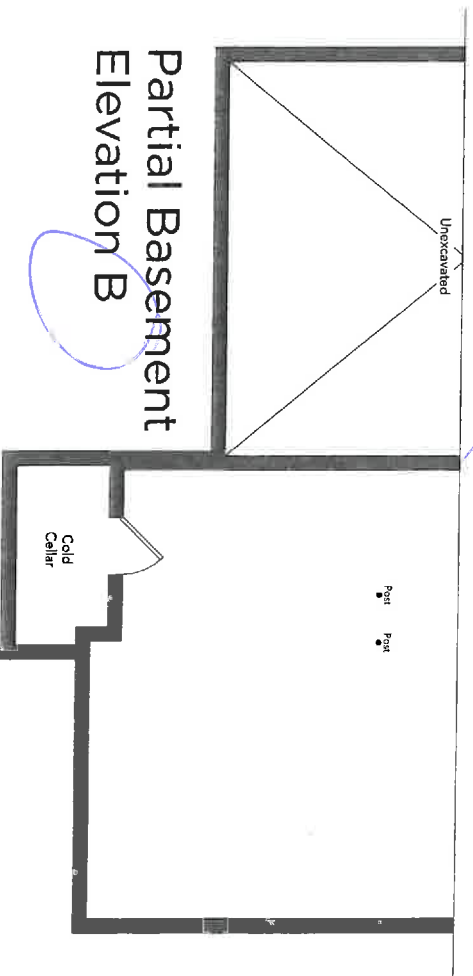 Unexcavated
Partial Basement
Elevation B
Post
Post
Cold
Cellar